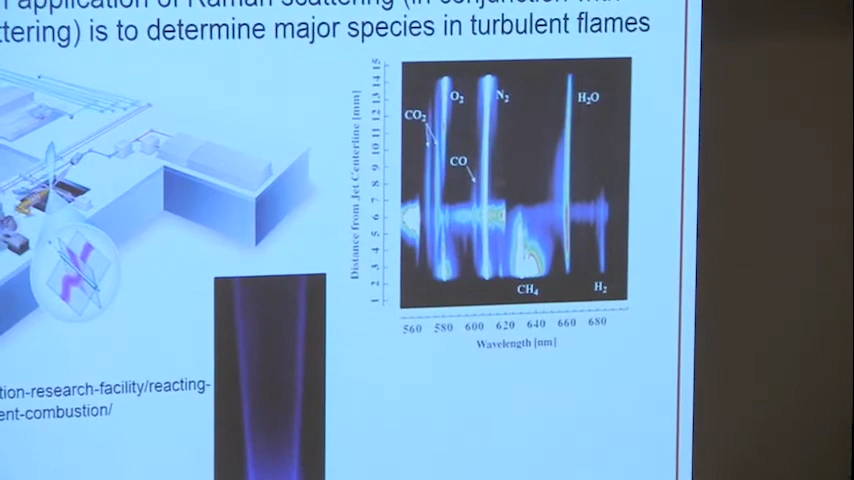 application of Raman scattering (in conjunction with
ttering) is to determine major species in turbulent flames
O₂
N₂
H₂O
CO₂
CO
CH₄
H₂
Distance from Jet Centerline [mm]
1 2 3 4 5 6 7 8 9 10 11 12 13 14 15
560 580 600 620 640 660 680
Wavelength [nm]
tion-research-facility/reacting-
ent-combustion/